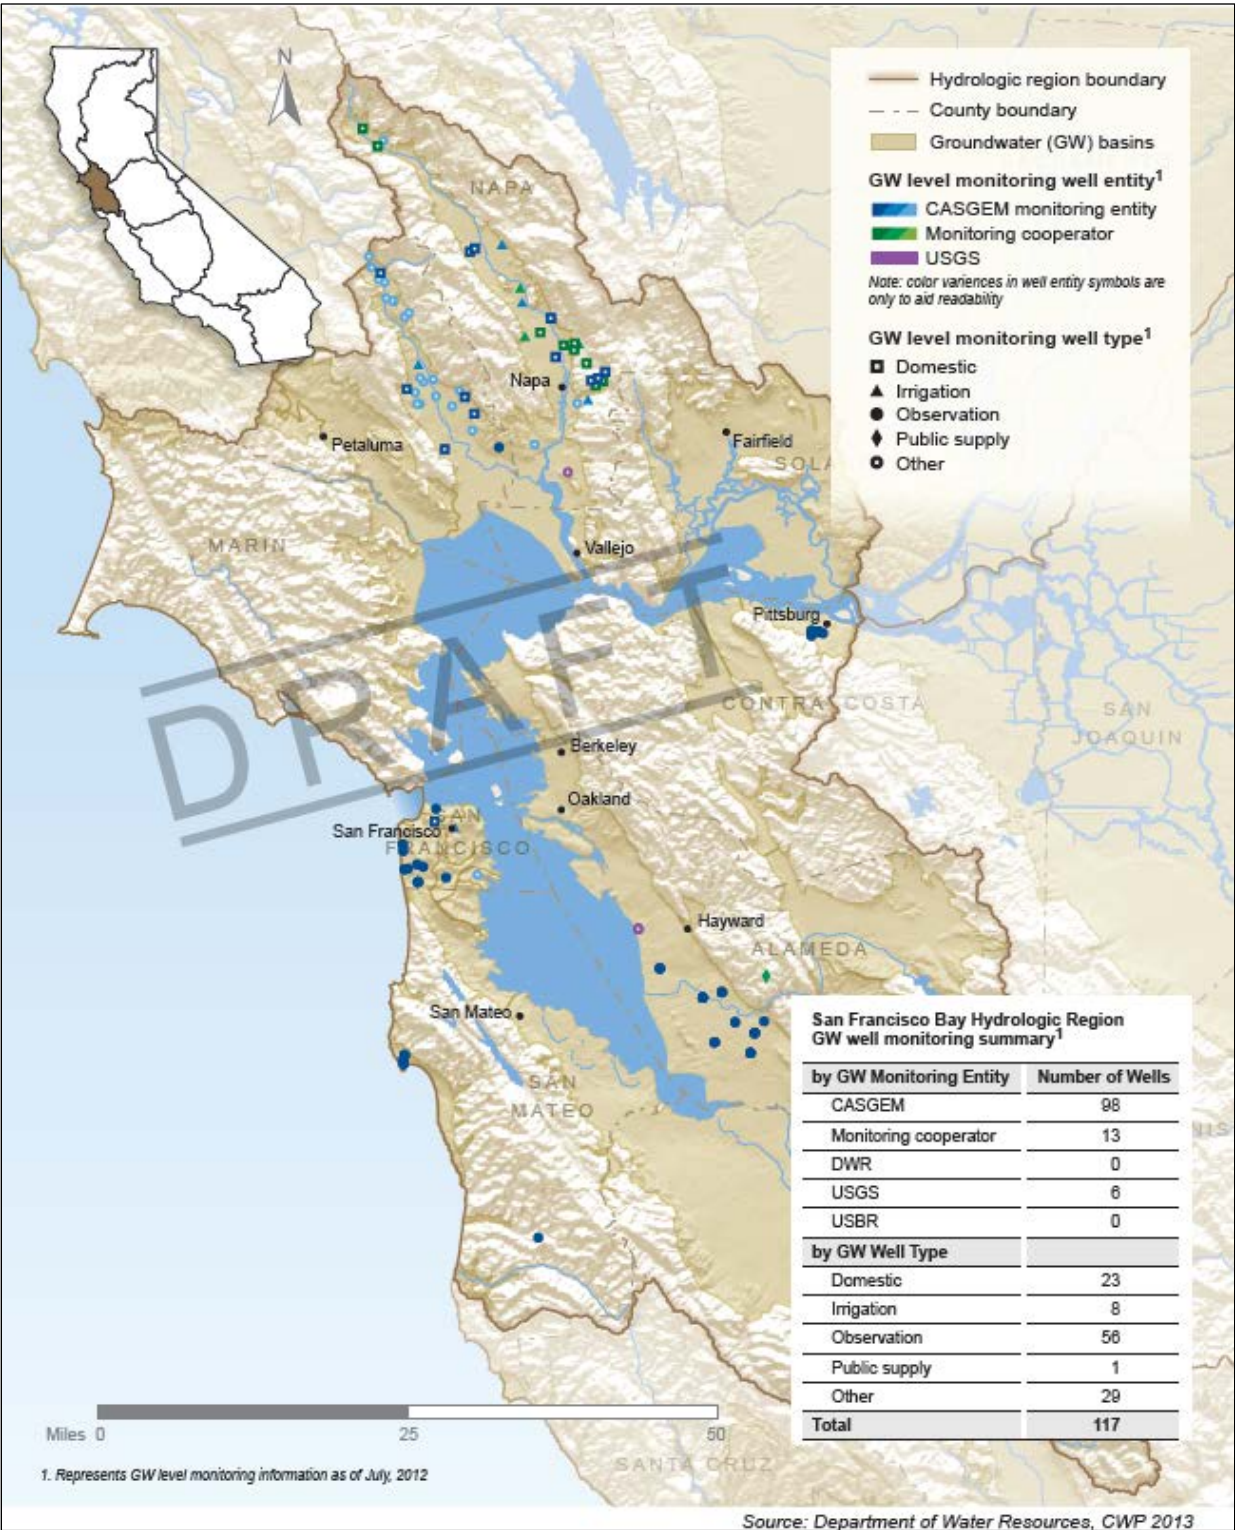 N
Hydrologic region boundary
County boundary
Groundwater (GW) basins
GW level monitoring well entity1
CASGEM monitoring entity
Monitoring cooperator
USGS
Note: color variences in well entity symbols are
only to aid readability
GW level monitoring well type1
Domestic
Irrigation
Observation
Public supply
Other
NAPA
Napa
Petaluma
Fairfield
SOLA
MARIN
Vallejo
Pittsburg
DRAFT
CONTRA COSTA
SAN
JOAQUIN
Berkeley
Oakland
San Francisco
SAN
FRANCISCO
Hayward
ALAMEDA
San Mateo
SAN
MATEO
NIS
SANTA CRUZ
San Francisco Bay Hydrologic Region
GW well monitoring summary1
by GW Monitoring Entity Number of Wells
CASGEM 98
Monitoring cooperator 13
DWR 0
USGS 6
USBR 0
by GW Well Type
Domestic 23
Irrigation 8
Observation 56
Public supply 1
Other 29
Total 117
Miles 0 25 50
1. Represents GW level monitoring information as of July, 2012
Source: Department of Water Resources, CWP 2013